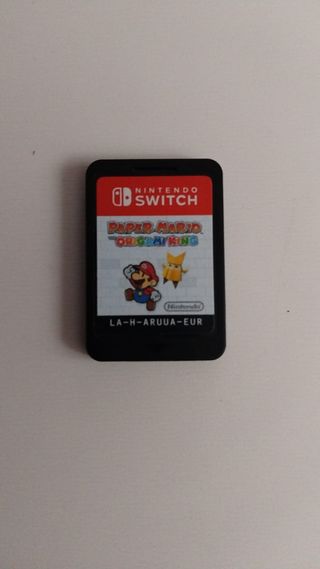 NINTENDO
SWITCH
PAPER MARIO
THE ORIGAMI KING
Nintendo
LA-H-ARUUA-EUR